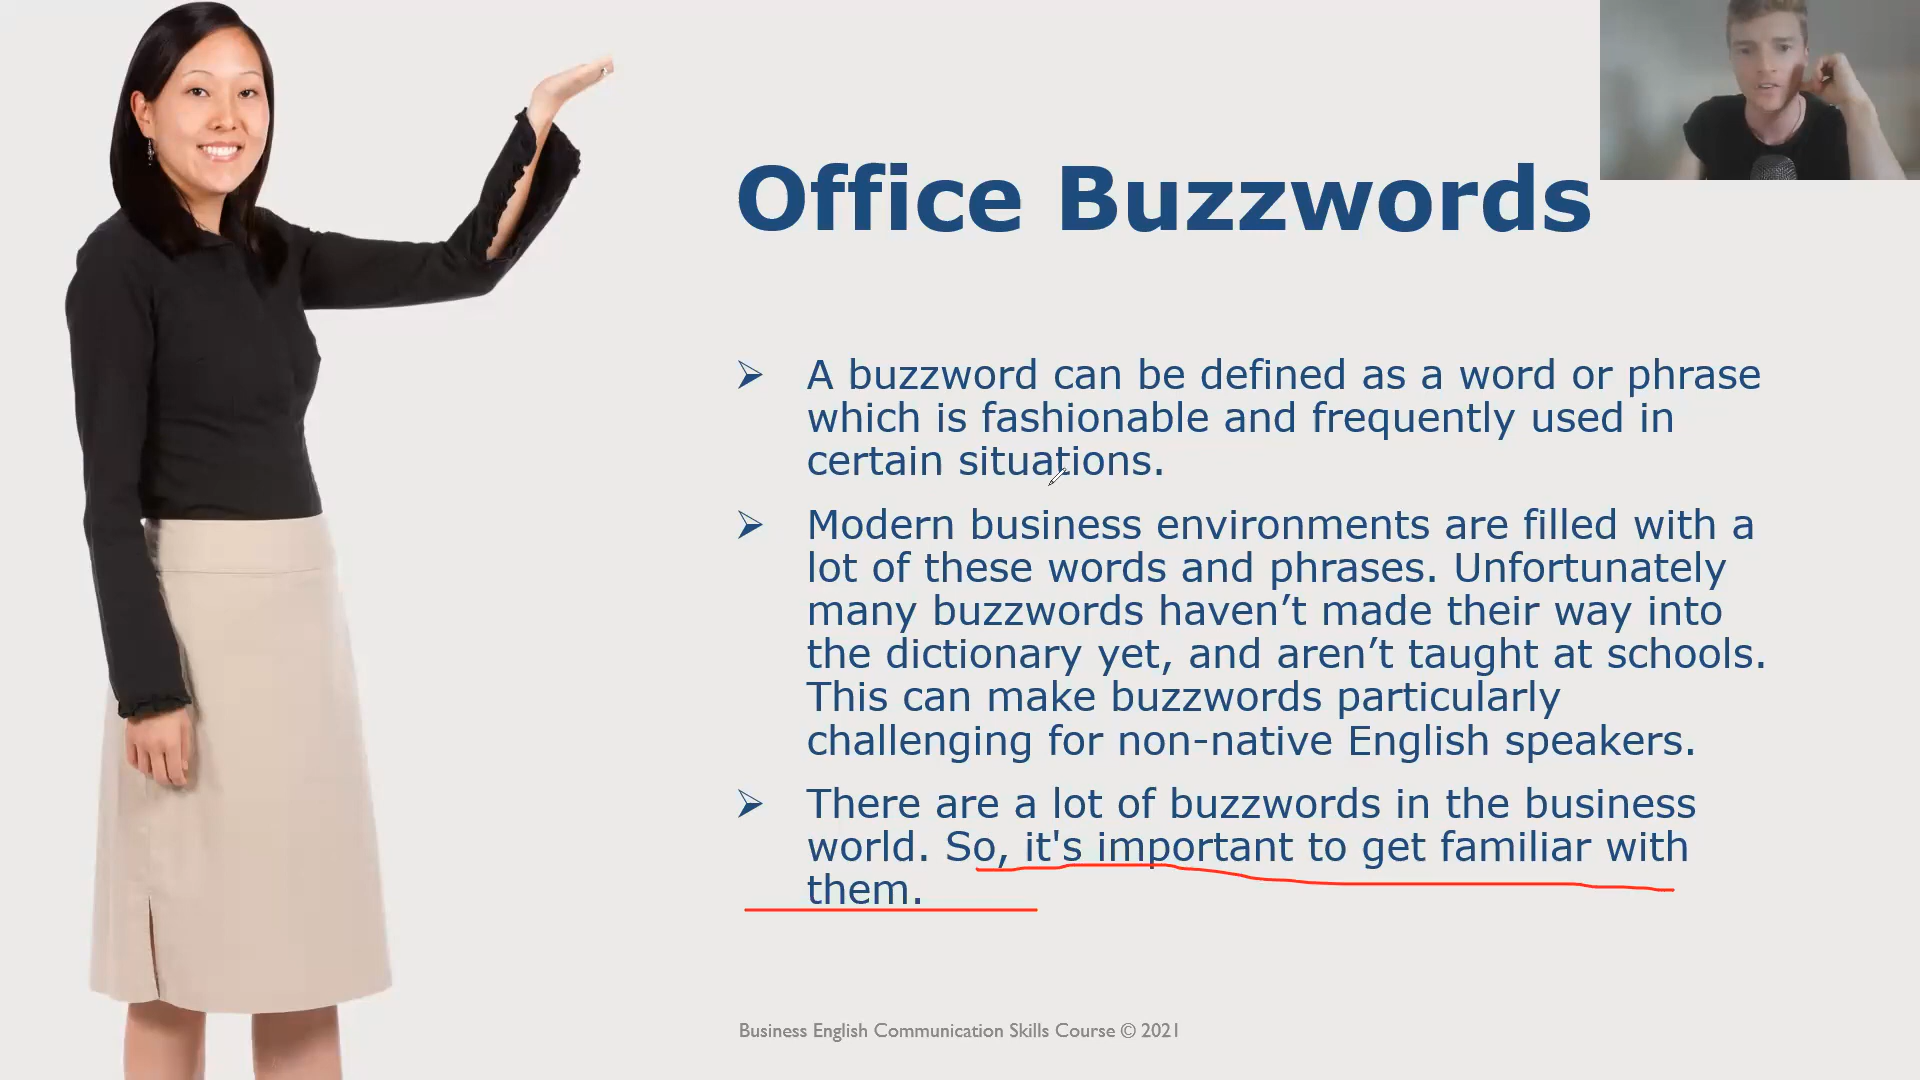 Office Buzzwords
A buzzword can be defined as a word or phrase
which is fashionable and frequently used in
certain situations.
Modern business environments are filled with a
lot of these words and phrases. Unfortunately
many buzzwords haven’t made their way into
the dictionary yet, and aren’t taught at schools.
This can make buzzwords particularly
challenging for non-native English speakers.
There are a lot of buzzwords in the business
world. So, it's important to get familiar with
them.
Business English Communication Skills Course © 2021